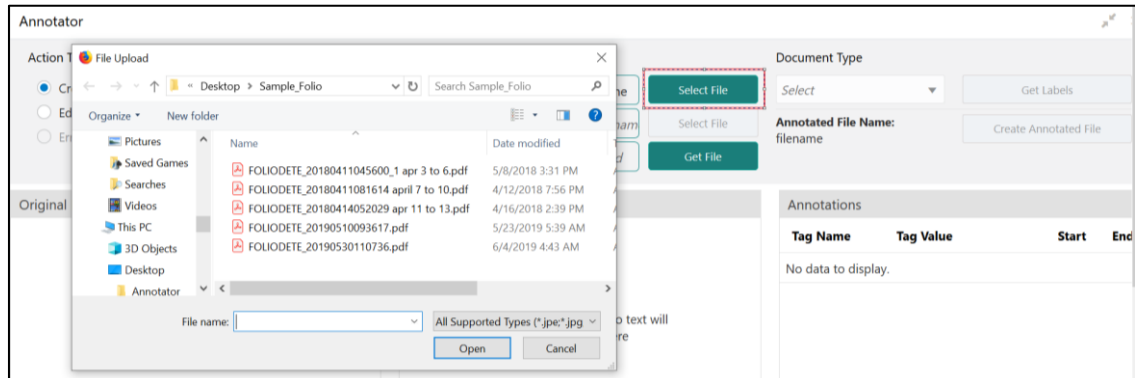 Annotator
Action T
Cr
Ed
En
File Upload
« Desktop > Sample_Folio
Search Sample_Folio
Organize
New folder
?
Pictures
Saved Games
Searches
Videos
This PC
3D Objects
Desktop
Annotator
Name
Date modified
FOLIODETE_20180411045600_1 apr 3 to 6.pdf
5/8/2018 3:31 PM
FOLIODETE_20180411081614 april 7 to 10.pdf
4/12/2018 7:56 PM
FOLIODETE_20180414052029 apr 11 to 13.pdf
4/16/2018 2:39 PM
FOLIODETE_20190510093617.pdf
5/23/2019 5:39 AM
FOLIODETE_20190530110736.pdf
6/4/2019 4:43 AM
File name:
All Supported Types (*.jpe;*.jpg
Open
Cancel
ne
Select File
nam
Select File
d
Get File
Document Type
Select
Get Labels
Annotated File Name:
filename
Create Annotated File
Original
o text will
re
Annotations
Tag Name
Tag Value
Start
End
No data to display.